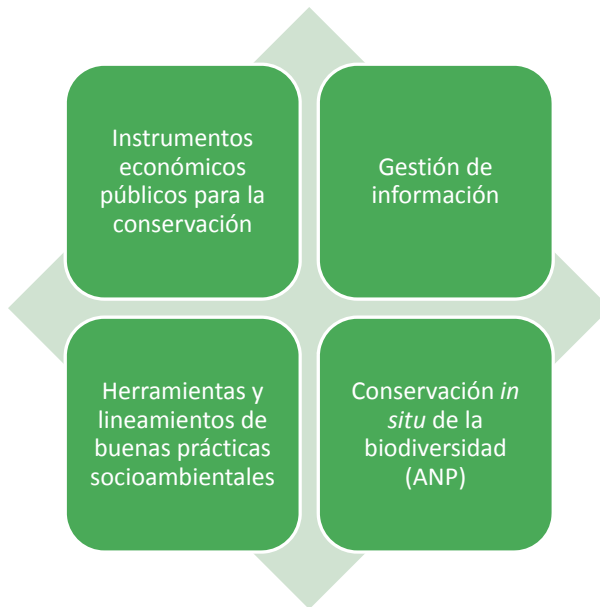 Instrumentos
económicos
públicos para la
conservación
Gestión de
información
Herramientas y
lineamientos de
buenas prácticas
socioambientales
Conservación in
situ de la
biodiversidad
(ANP)